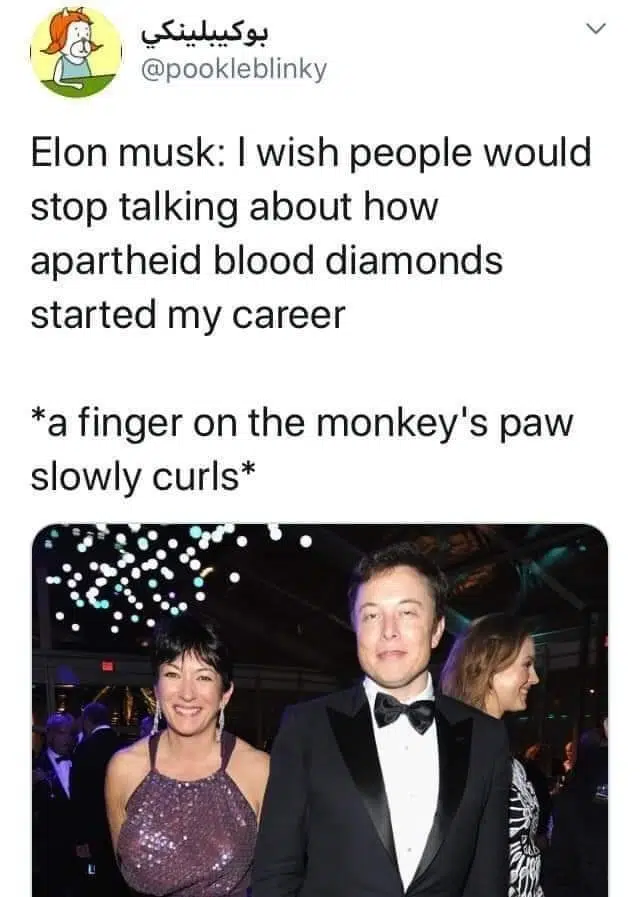 بوكيبلينكي
@pookleblinky
Elon musk: I wish people would
stop talking about how
apartheid blood diamonds
started my career
*a finger on the monkey's paw
slowly curls*